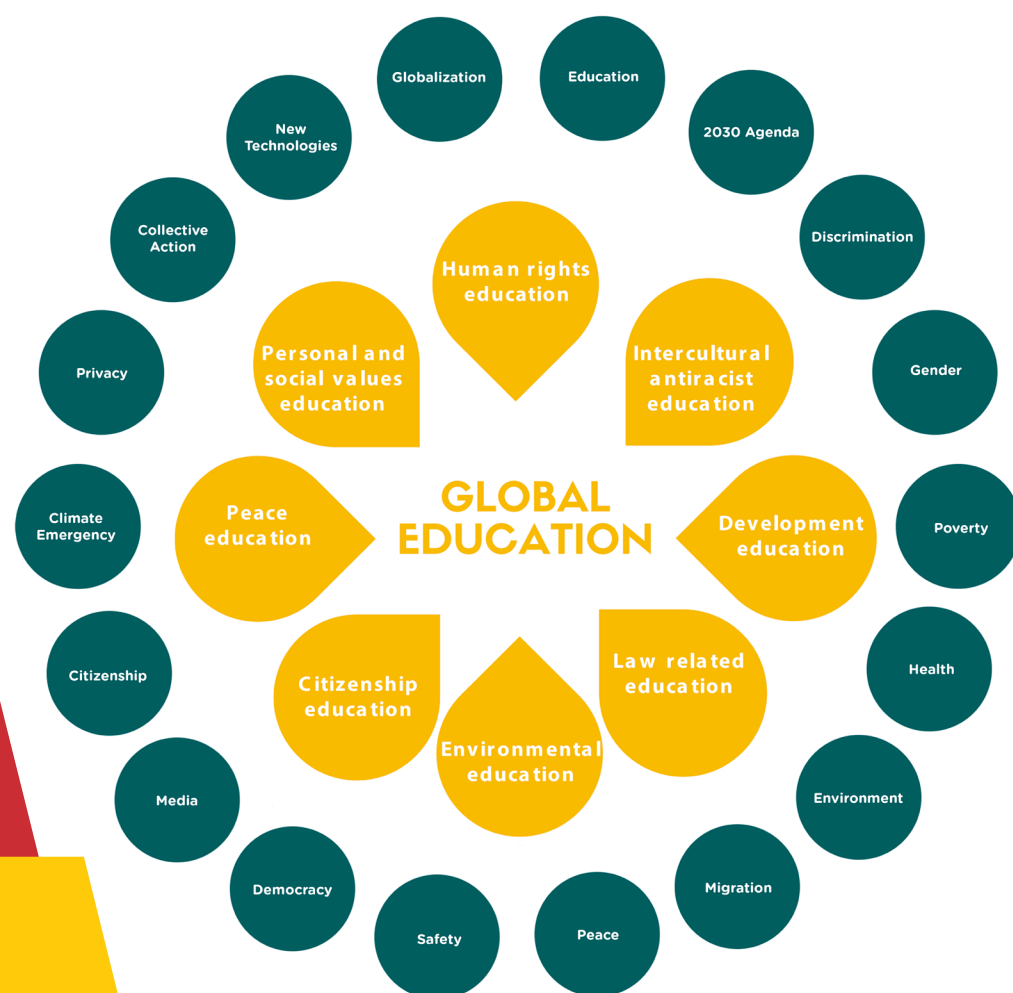 Globalization
Education
New
Technologies
2030 Agenda
Collective
Action
Discrimination
Human rights
education
Personal and
social values
education
Intercultural
antiracist
education
Privacy
Gender
GLOBAL
EDUCATION
Peace
education
Development
education
Climate
Emergency
Poverty
Citizenship
education
Law related
education
Citizenship
Health
Environmental
education
Media
Environment
Democracy
Migration
Safety
Peace